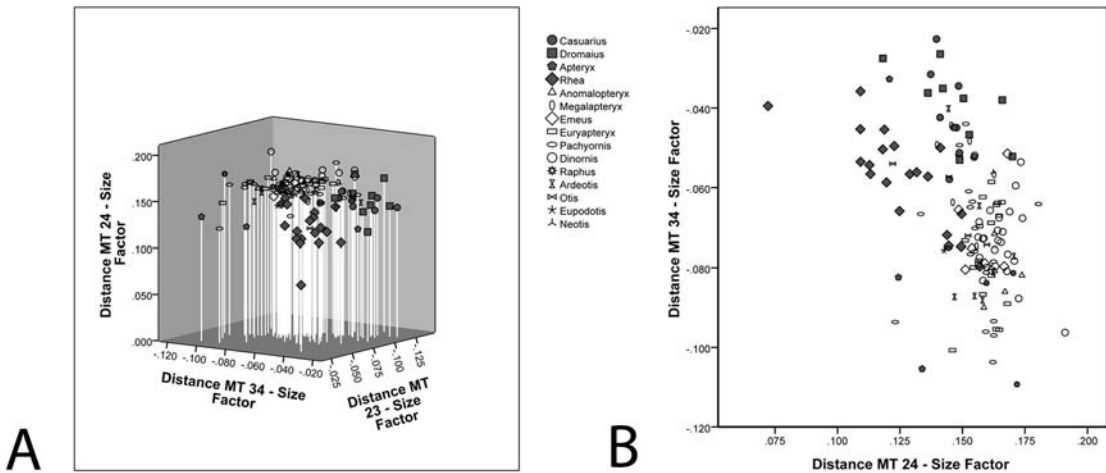 .200
.150
.100
.050
.000
Distance MT 24 - Size
Factor
-.120
-.100
-.080
-.060
-.040
-.020
Distance MT 34 - Size
Factor
-.025
-.050
-.075
-.100
-.125
Distance MT
23 - Size
Factor
A
Casuarius
Dromaius
Apteryx
Rhea
Anomalopteryx
Megalapteryx
Emeus
Euryapteryx
Pachyornis
Dinornis
Raphus
Ardeotis
Otis
Eupodotis
Neotis
-.020
-.040
-.060
-.080
-.100
-.120
Distance MT 34 - Size Factor
.075
.100
.125
.150
.175
.200
Distance MT 24 - Size Factor
B